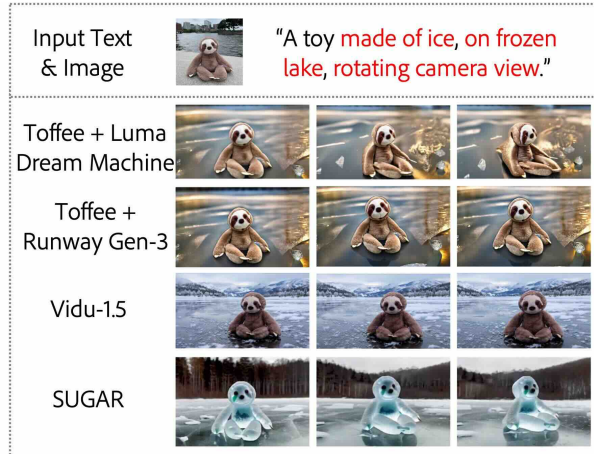 Input Text
& Image
“A toy made of ice, on frozen
lake, rotating camera view.”
Toffee + Luma
Dream Machine
Toffee +
Runway Gen-3
Vidu-1.5
SUGAR